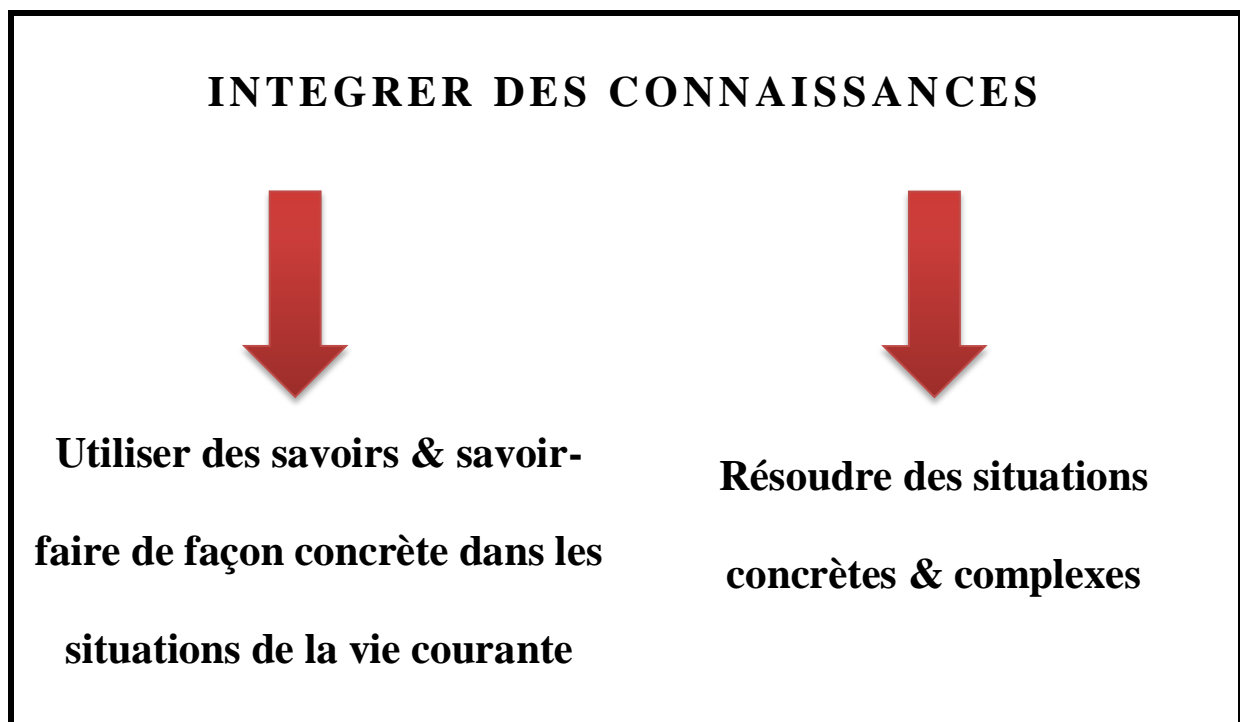 INTEGRER DES CONNAISSANCES
Utiliser des savoirs & savoir-
faire de façon concrète dans les
situations de la vie courante
Résoudre des situations
concrètes & complexes